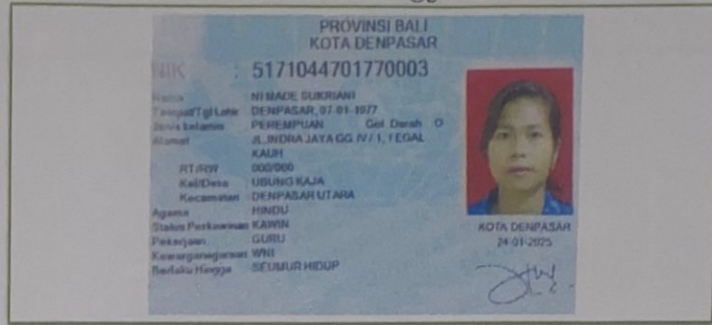 PROVINSI BALI
KOTA DENPASAR
NIK : 5171044701770003
Nama NI MADE SUKRIANI
Tempat/Tgl Lahir DENPASAR, 07-01-1977
Jenis kelamin PEREMPUAN Gol. Darah O
Alamat JL. INDRA JAYA GG IV / 1, TEGAL
KAUH
RT/RW 000/000
Kel/Desa UBUNG KAJA
Kecamatan DENPASAR UTARA
Agama HINDU
Status Perkawinan KAWIN
Pekerjaan GURU
Kewarganegaraan WNI
Berlaku Hingga SEUMUR HIDUP
KOTA DENPASAR
24-01-2025